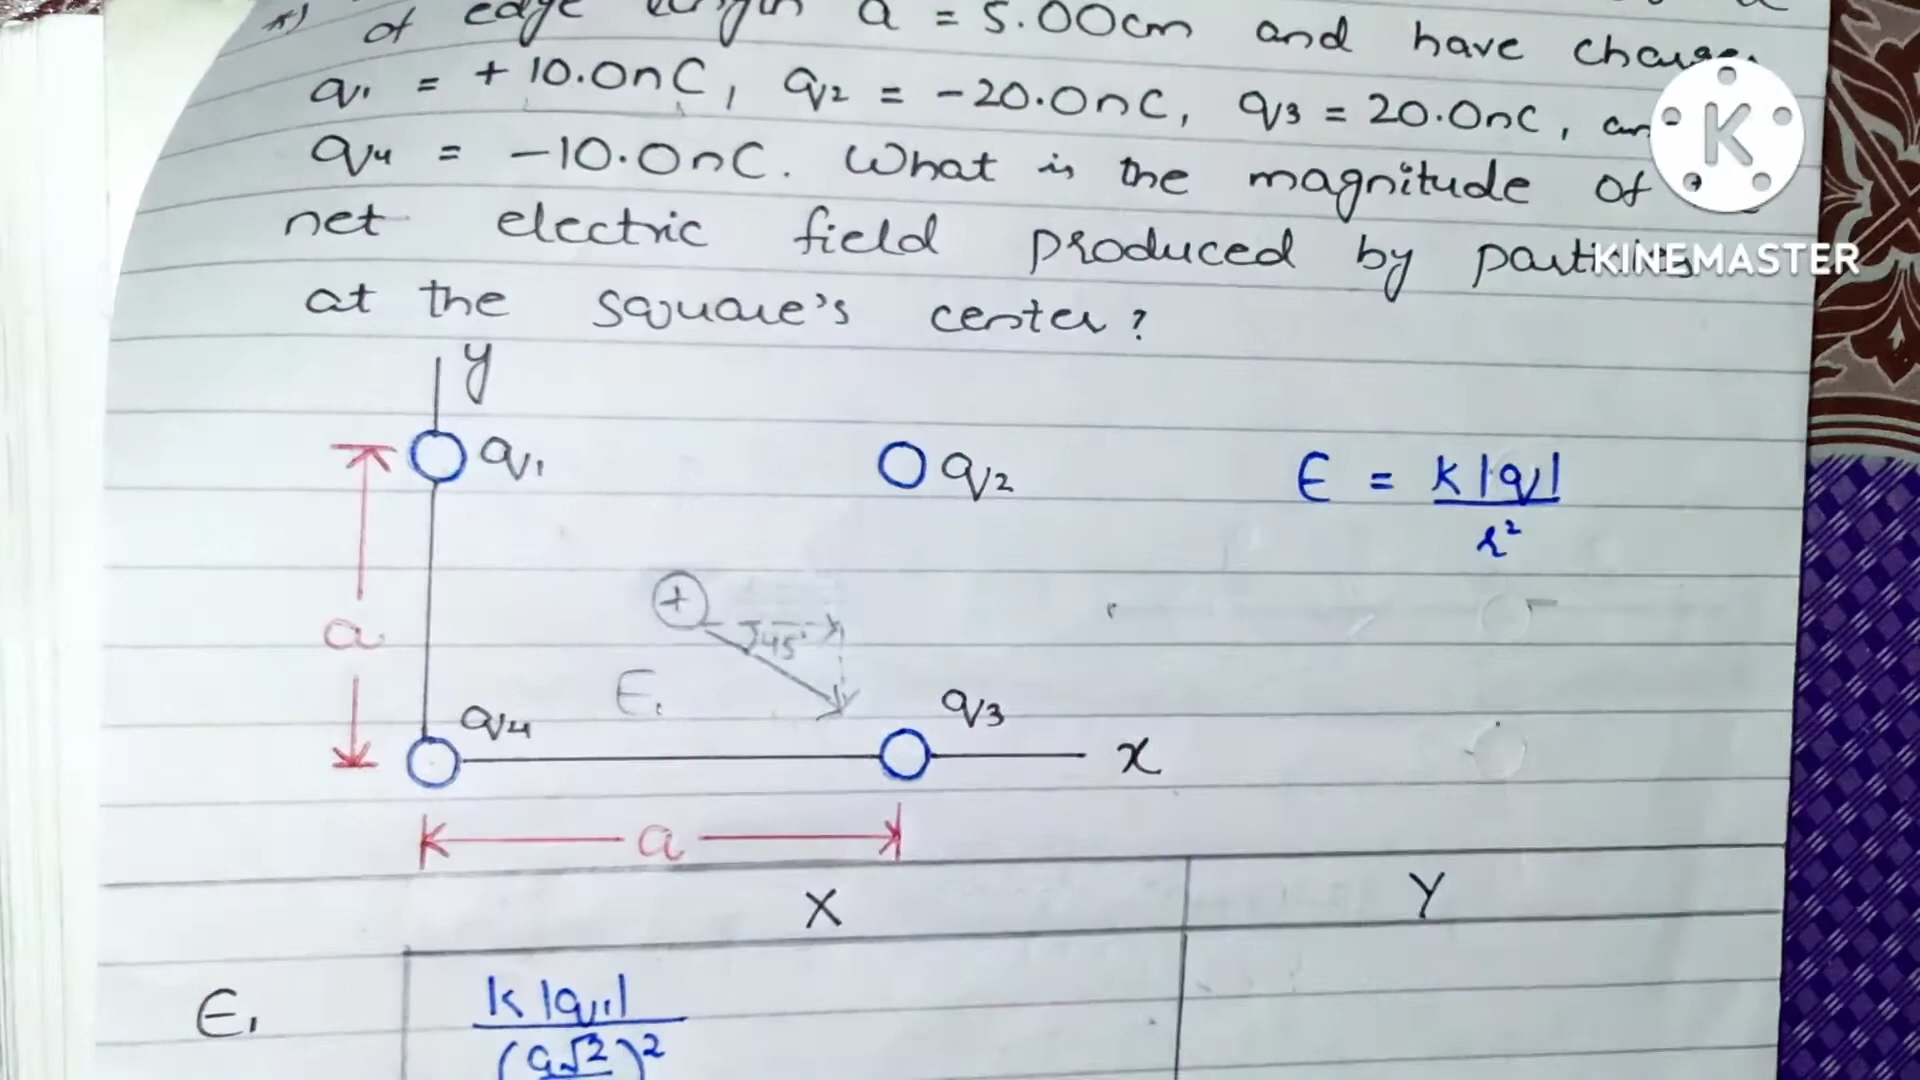 of edge length a = 5.00cm and have
q1 = +10.0nC, q2 = -20.0nC, q3 = 20.0nC,
q4 = -10.0nC. What is the magnitude of
net electric field produced by
at the square's center?
y
q1
q2
E = k|q|
r²
a
+
45°
E1
q4
q3
x
a
X
Y
E1
k|q1|
(a√2)²
K
KINEMASTER